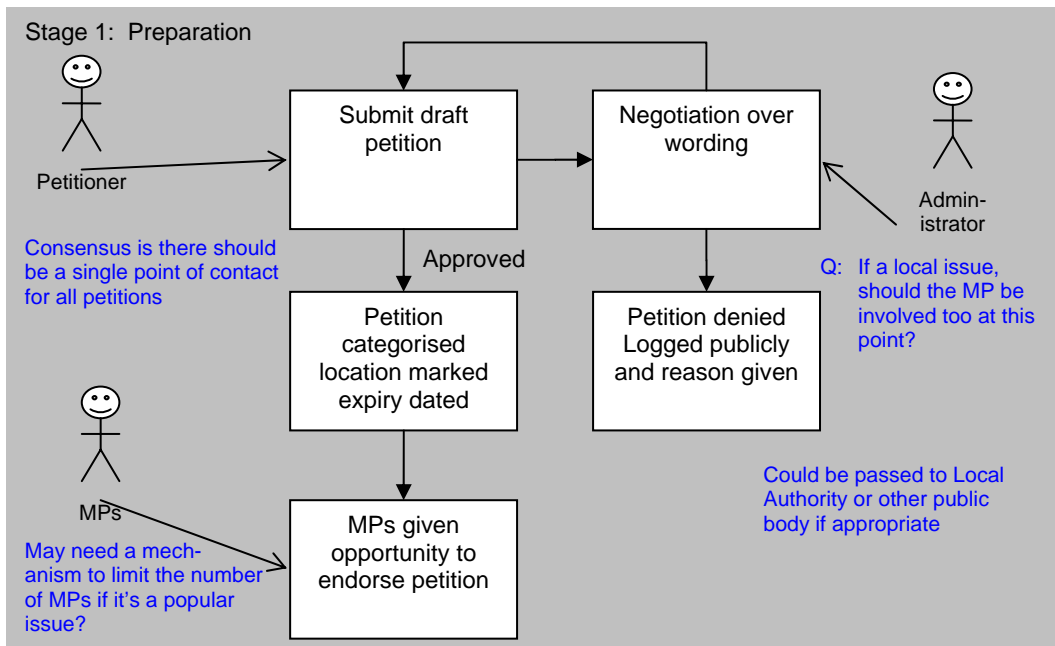 Stage 1: Preparation
Petitioner
Submit draft
petition
Negotiation over
wording
Admin-
istrator
Consensus is there should
be a single point of contact
for all petitions
Approved
Q: If a local issue,
should the MP be
involved too at this
point?
Petition
categorised
location marked
expiry dated
Petition denied
Logged publicly
and reason given
MPs
May need a mech-
anism to limit the number
of MPs if it's a popular
issue?
MPs given
opportunity to
endorse petition
Could be passed to Local
Authority or other public
body if appropriate